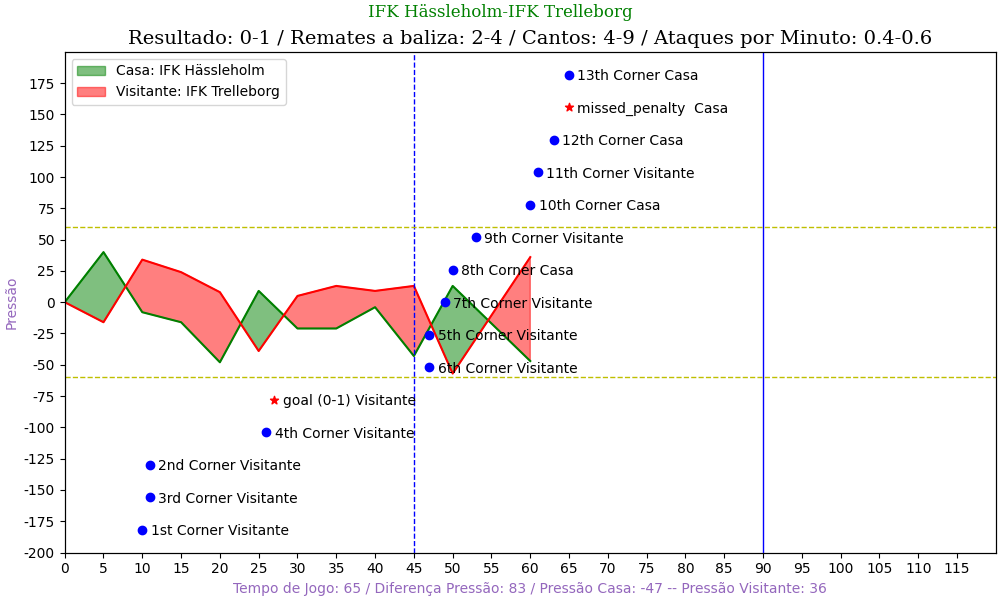 IFK Hässleholm-IFK Trelleborg
Resultado: 0-1 / Remates a baliza: 2-4 / Cantos: 4-9 / Ataques por Minuto: 0.4-0.6
Casa: IFK Hässleholm
Visitante: IFK Trelleborg
13th Corner Casa
missed_penalty  Casa
12th Corner Casa
11th Corner Visitante
10th Corner Casa
9th Corner Visitante
8th Corner Casa
7th Corner Visitante
5th Corner Visitante
6th Corner Visitante
goal (0-1) Visitante
4th Corner Visitante
2nd Corner Visitante
3rd Corner Visitante
1st Corner Visitante
Pressão
175
150
125
100
75
50
25
0
-25
-50
-75
-100
-125
-150
-175
-200
0 5 10 15 20 25 30 35 40 45 50 55 60 65 70 75 80 85 90 95 100 105 110 115
Tempo de Jogo: 65 / Diferença Pressão: 83 / Pressão Casa: -47 -- Pressão Visitante: 36